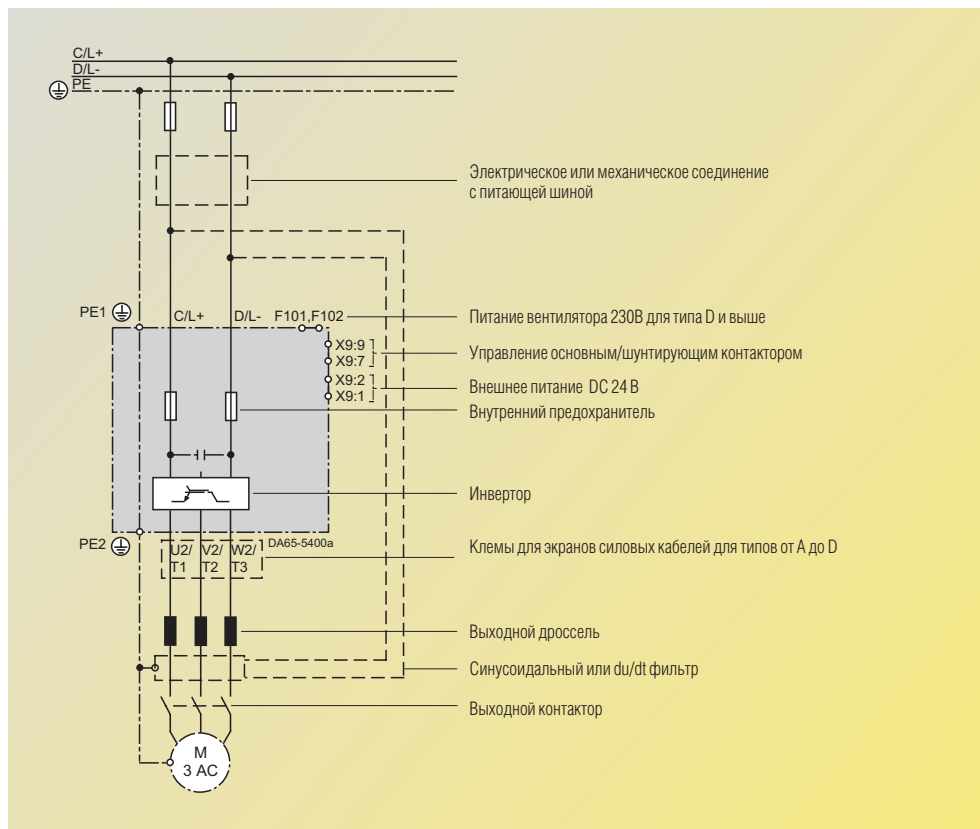 C/L+
D/L-
PE
Электрическое или механическое соединение
с питающей шиной
PE1
C/L+
D/L-
F101,F102
Питание вентилятора 230В для типа D и выше
X9:9
X9:7
Управление основным/шунтирующим контактором
X9:2
X9:1
Внешнее питание DC 24 В
Внутренний предохранитель
Инвертор
PE2
DA65-5400a
U2/ V2/ W2/
T1 T2 T3
Клемы для экранов силовых кабелей для типов от А до D
Выходной дроссель
Синусоидальный или du/dt фильтр
Выходной контактор
M
3 AC